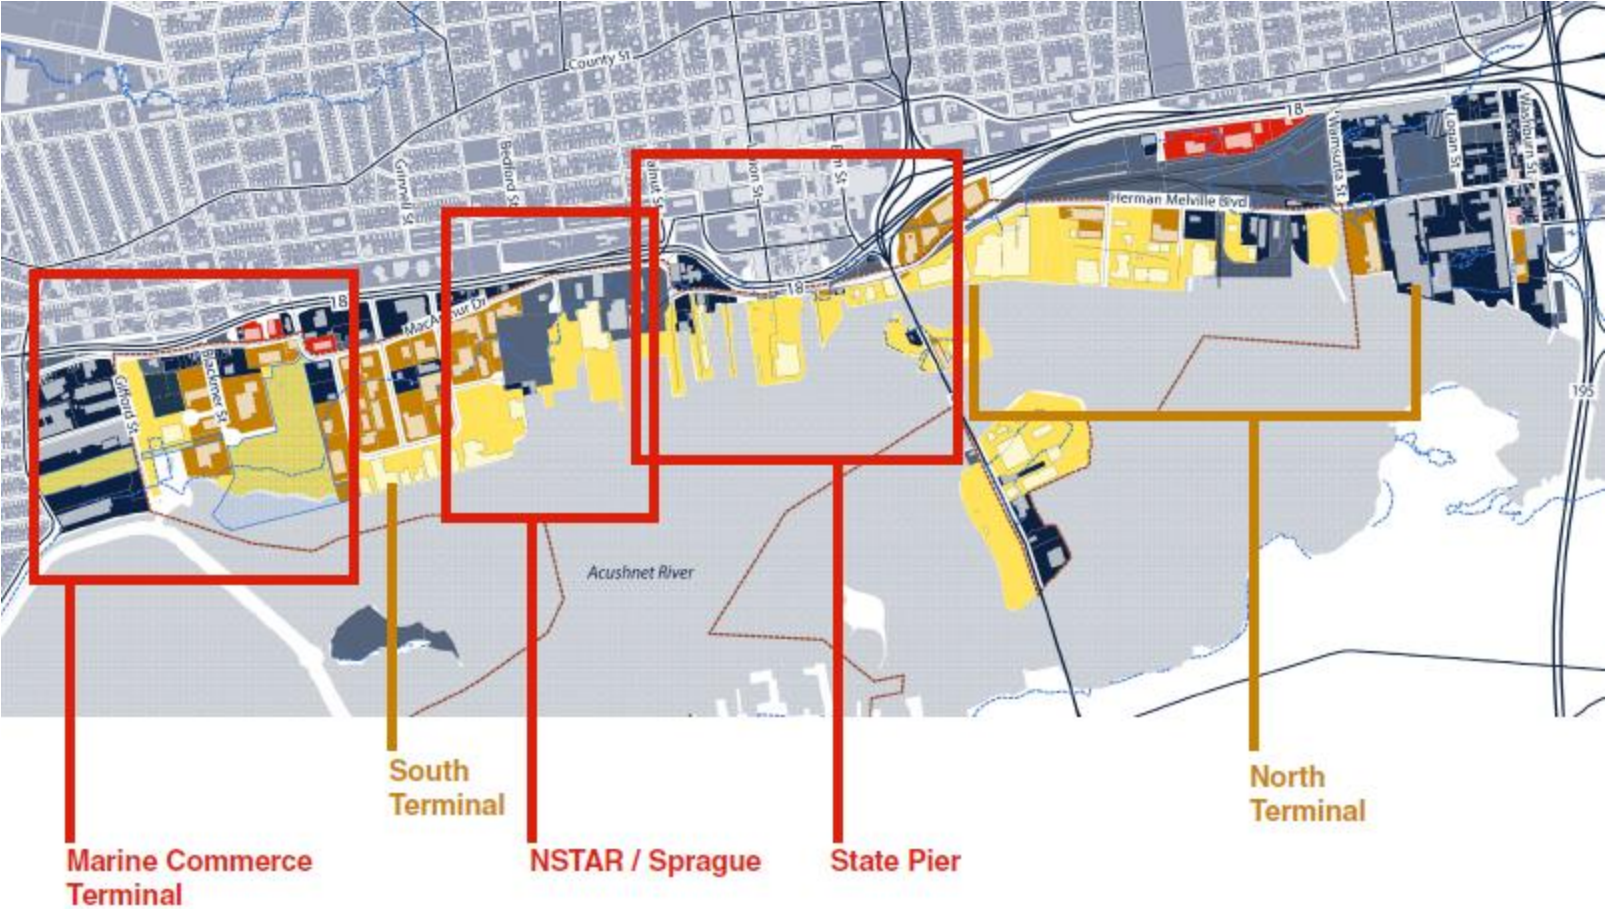 County St
18
Grinnell St
Bedford St
Walnut St
Union St
Elm St
Wamsutta St
Logan St
Washburn St
Herman Melville Blvd
18
18
MacArthur Dr
Gifford St
Blackmer St
195
Acushnet River
South
Terminal
North
Terminal
Marine Commerce
Terminal
NSTAR / Sprague
State Pier